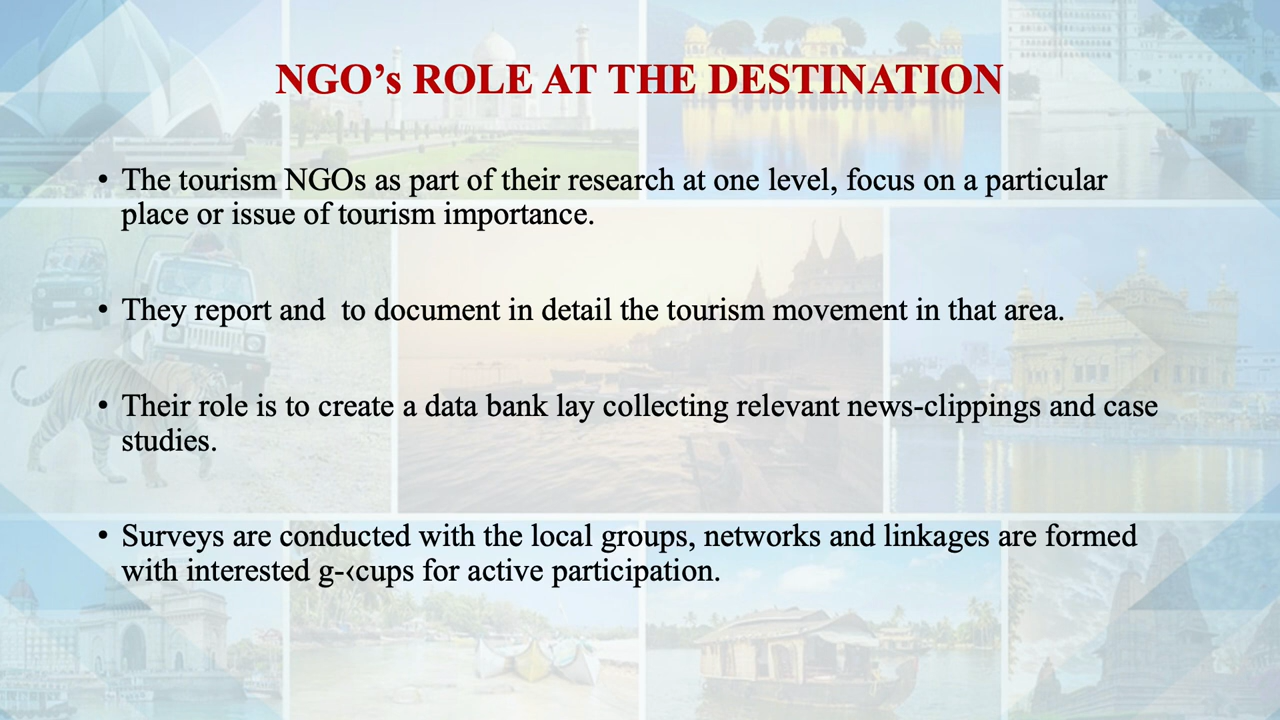 NGO’s ROLE AT THE DESTINATION
• The tourism NGOs as part of their research at one level, focus on a particular
place or issue of tourism importance.
• They report and  to document in detail the tourism movement in that area.
• Their role is to create a data bank lay collecting relevant news-clippings and case
studies.
• Surveys are conducted with the local groups, networks and linkages are formed
with interested g-‹cups for active participation.